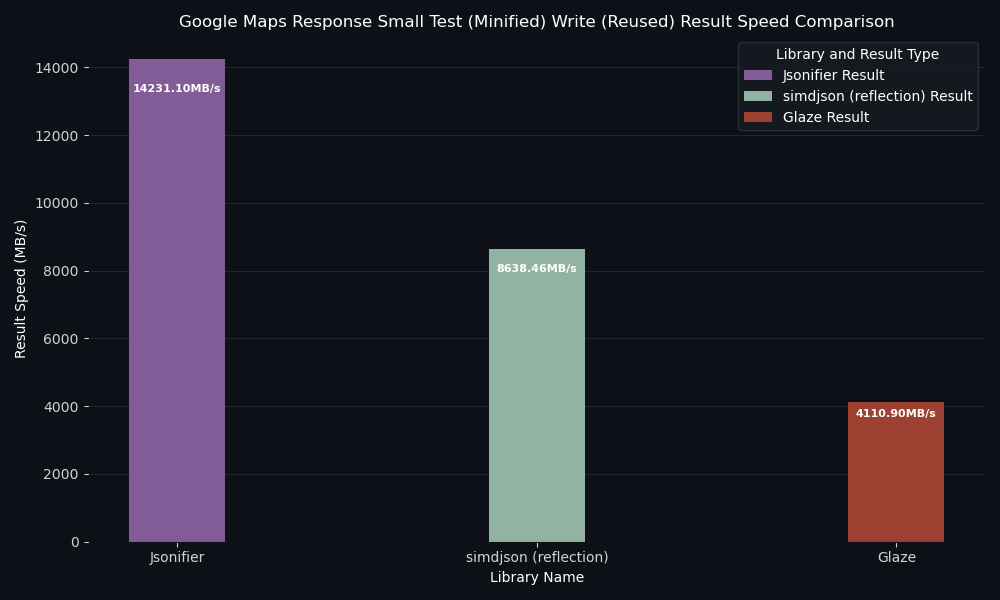 Google Maps Response Small Test (Minified) Write (Reused) Result Speed Comparison
Library and Result Type
Jsonifier Result
simdjson (reflection) Result
Glaze Result
Result Speed (MB/s)
14000
12000
10000
8000
6000
4000
2000
0
14231.10MB/s
8638.46MB/s
4110.90MB/s
Jsonifier
simdjson (reflection)
Glaze
Library Name